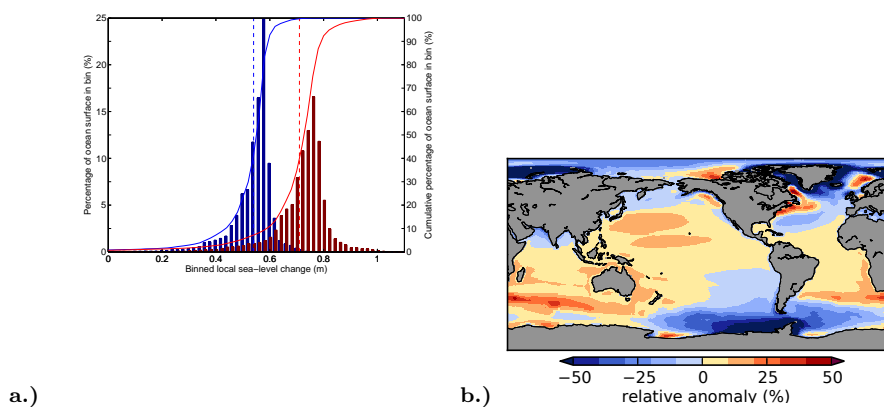 Percentage of ocean surface in bin (%)
25
20
15
10
5
0
0 0.2 0.4 0.6 0.8 1
Binned local sea-level change (m)
100
90
80
70
60
50
40
30
20
10
0
Cumulative percentage of ocean surface in bin (%)
a.)
−50 −25 0 25 50
relative anomaly (%)
b.)